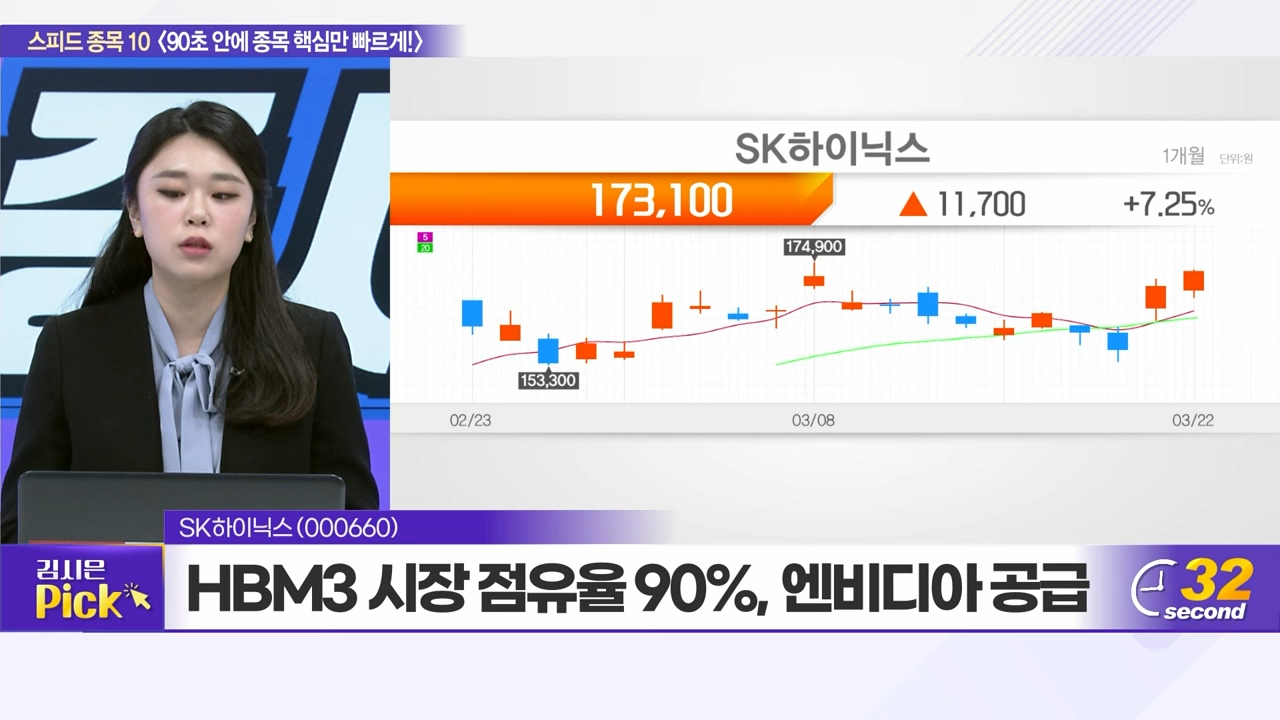 스피드 종목 10 〈90초 안에 종목 핵심만 빠르게!〉
SK하이닉스
1개월 단위:원
173,100 ▲ 11,700 +7.25%
5
20
174,900
153,300
02/23 03/08 03/22
SK하이닉스 (000660)
김시은
Pick
HBM3 시장 점유율 90%, 엔비디아 공급
32
second